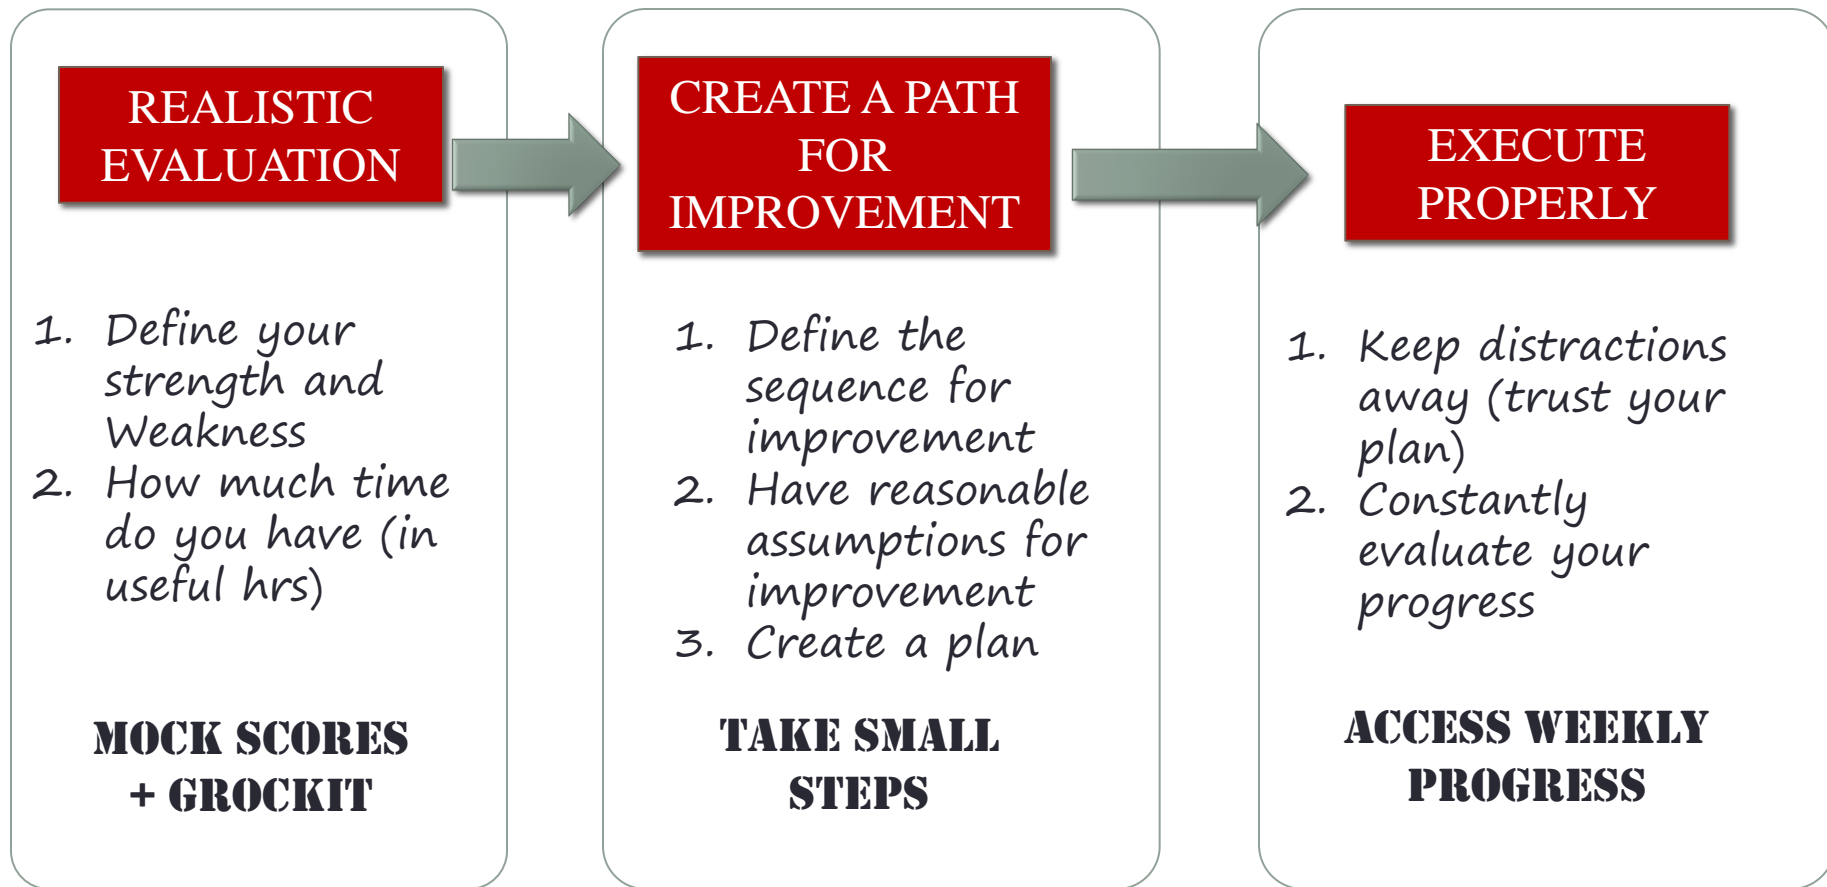 REALISTIC
EVALUATION
1. Define your
strength and
Weakness
2. How much time
do you have (in
useful hrs)
MOCK SCORES
+ GROCKIT
CREATE A PATH
FOR
IMPROVEMENT
1. Define the
sequence for
improvement
2. Have reasonable
assumptions for
improvement
3. Create a plan
TAKE SMALL
STEPS
EXECUTE
PROPERLY
1. Keep distractions
away (trust your
plan)
2. Constantly
evaluate your
progress
ACCESS WEEKLY
PROGRESS